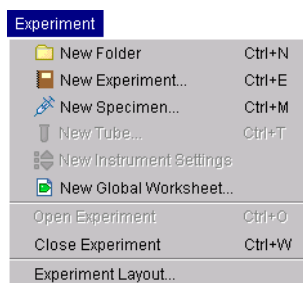 Experiment
New Folder Ctrl+N
New Experiment... Ctrl+E
New Specimen... Ctrl+M
New Tube... Ctrl+T
New Instrument Settings
New Global Worksheet...
Open Experiment Ctrl+O
Close Experiment Ctrl+W
Experiment Layout...